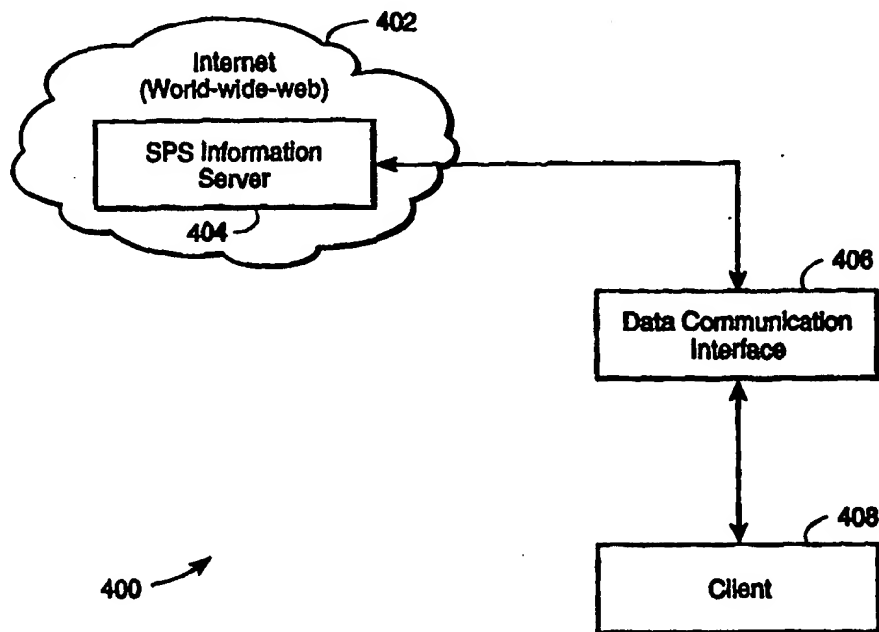 402
Internet
(World-wide-web)
SPS Information
Server
404
406
Data Communication
Interface
408
Client
400